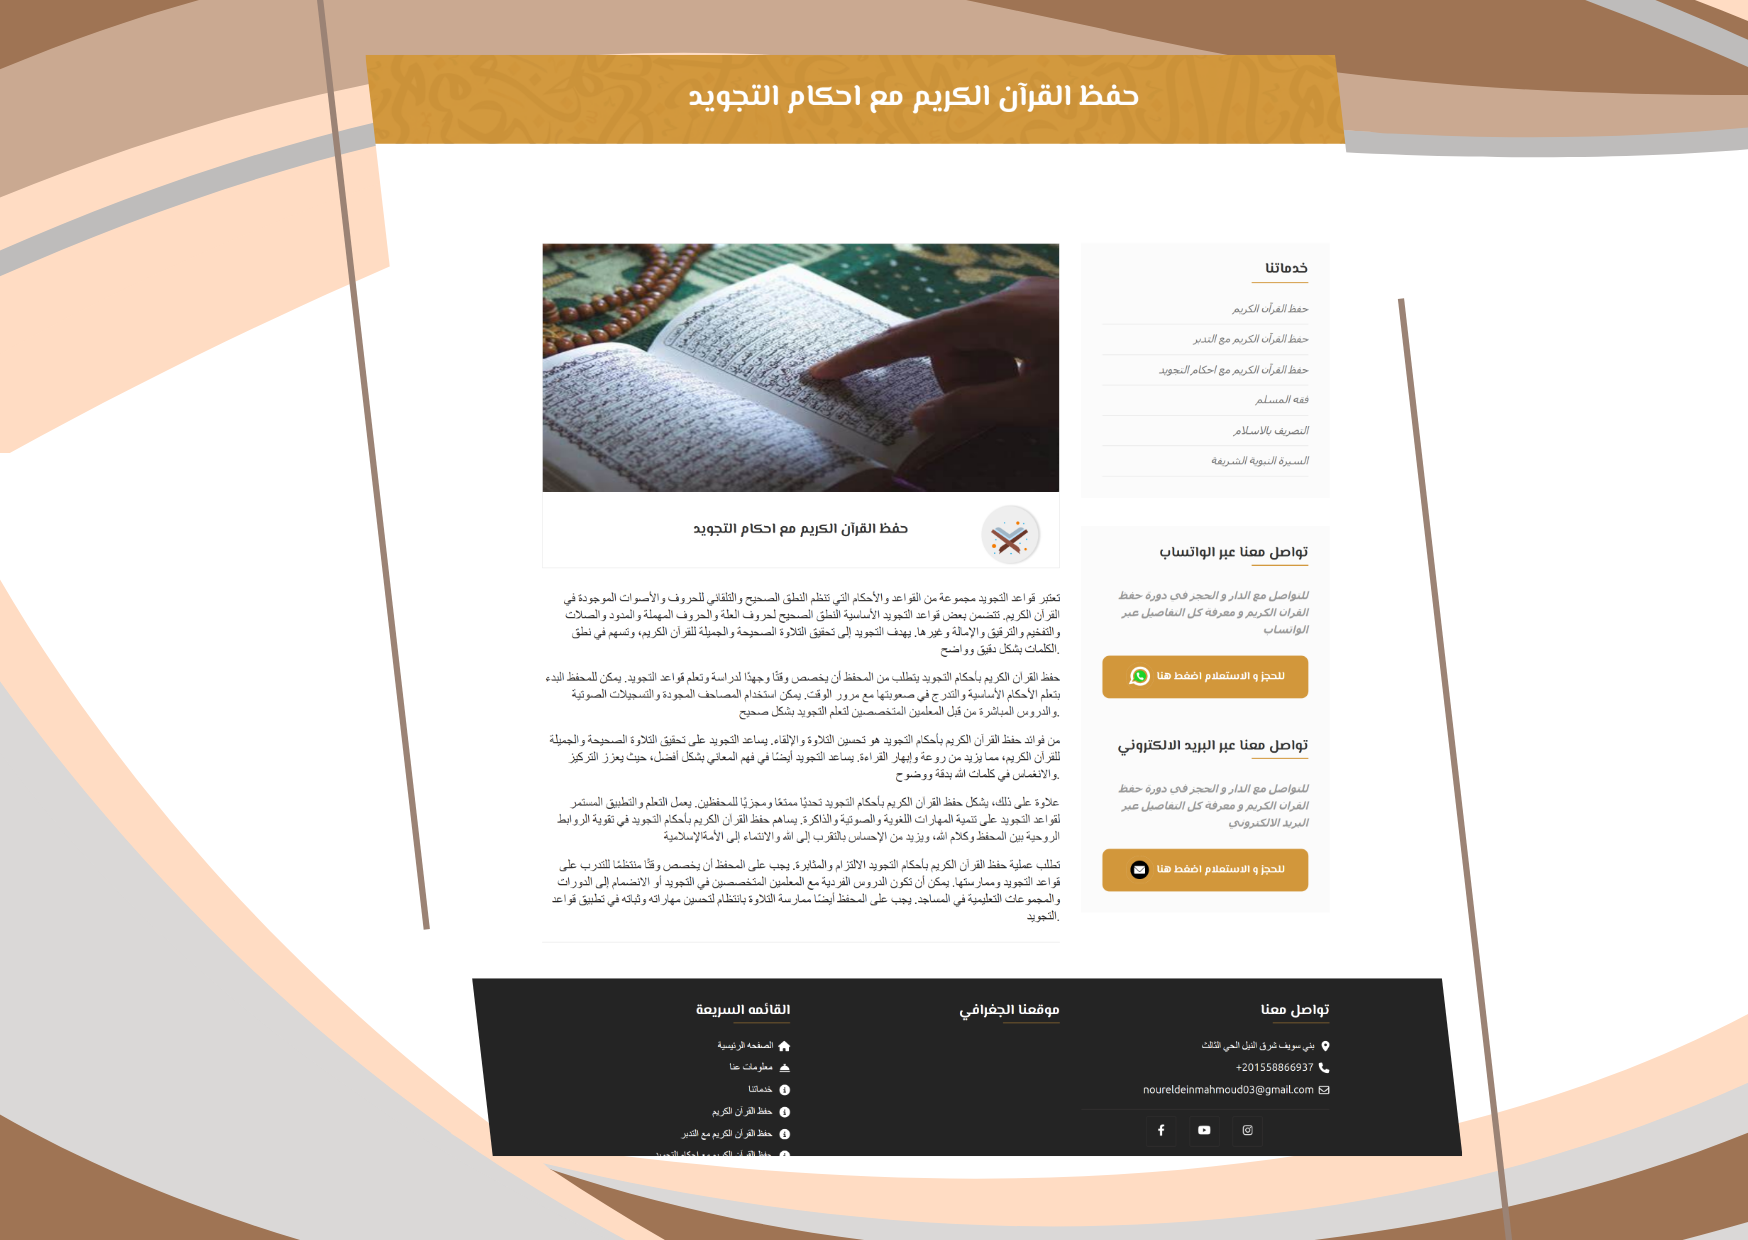 حفظ القرآن الكريم مع احكام التجويد
خدماتنا
حفظ القرآن الكريم
حفظ القرآن الكريم مع التدبر
حفظ القرآن الكريم مع احكام التجويد
فقه المسلم
التصريف بالاسلام
السيرة النبوية الشريفة
تواصل معنا عبر الواتساب
للتواصل مع الدار و الحجز فى دورة حفظ
القران الكريم و معرفة كل التفاصيل عبر
الواتساب
للحجز و الاستعلام اضغط هنا
تواصل معنا عبر البريد الالكتروني
للتواصل مع الدار و الحجز فى دورة حفظ
القران الكريم و معرفة كل التفاصيل عبر
البريد الالكتروني
للحجز و الاستعلام اضغط هنا
حفظ القرآن الكريم مع احكام التجويد
تعتبر قواعد التجويد مجموعة من القواعد والأحكام التي تنظم النطق الصحيح والتلقائي للحروف والأصوات الموجودة في
القرآن الكريم. تتضمن بعض قواعد التجويد الأساسية النطق الصحيح لحروف العلة والحروف المهملة والمدود والصلات
والتفخيم والترقيق والإمالة وغيرها. يهدف التجويد إلى تحقيق التلاوة الصحيحة والجميلة للقرآن الكريم، وتسهم في نطق
.الكلمات بشكل دقيق وواضح
حفظ القرآن الكريم بأحكام التجويد يتطلب من المحفظ أن يخصص وقتًا وجهدًا لدراسة وتعلم قواعد التجويد. يمكن للمحفظ البدء
بتعلم الأحكام الأساسية والتدرج في صعوبتها مع مرور الوقت. يمكن استخدام المصاحف المجودة والتسجيلات الصوتية
.والدروس المباشرة من قبل المعلمين المتخصصين لتعلم التجويد بشكل صحيح
من فوائد حفظ القرآن الكريم بأحكام التجويد هو تحسين التلاوة والإلقاء. يساعد التجويد على تحقيق التلاوة الصحيحة والجميلة
للقرآن الكريم، مما يزيد من روعة وإبهار القراءة. يساعد التجويد أيضًا في فهم المعاني بشكل أفضل، حيث يعزز التركيز
.والانغماس في كلمات الله بدقة ووضوح
علاوة على ذلك، يشكل حفظ القرآن الكريم بأحكام التجويد تحديًا ممتعًا ومجزيًا للمحفظين. يعمل التعلم والتطبيق المستمر
لقواعد التجويد على تنمية المهارات اللغوية والصوتية والذاكرة. يساهم حفظ القرآن الكريم بأحكام التجويد في تقوية الروابط
الروحية بين المحفظ وكلام الله، ويزيد من الإحساس بالتقرب إلى الله والانتماء إلى الأمةالإسلامية
تطلب عملية حفظ القرآن الكريم بأحكام التجويد الالتزام والمثابرة. يجب على المحفظ أن يخصص وقتًا منتظمًا للتدرب على
قواعد التجويد وممارستها. يمكن أن تكون الدروس الفردية مع المعلمين المتخصصين في التجويد أو الانضمام إلى الدورات
والمجموعات التعليمية في المساجد. يجب على المحفظ أيضًا ممارسة التلاوة بانتظام لتحسين مهاراته وثباته في تطبيق قواعد
.التجويد
تواصل معنا
بني سويف شرق النيل الحي الثالث
+201558866937
noureldeinmahmoud03@gmail.com
موقعنا الجغرافي
القائمه السريعة
الصفحه الرئيسية
معلومات عنا
خدماتنا
حفظ القرآن الكريم
حفظ القرآن الكريم مع التدبر
حفظ القرآن الكريم مع احكام التجويد